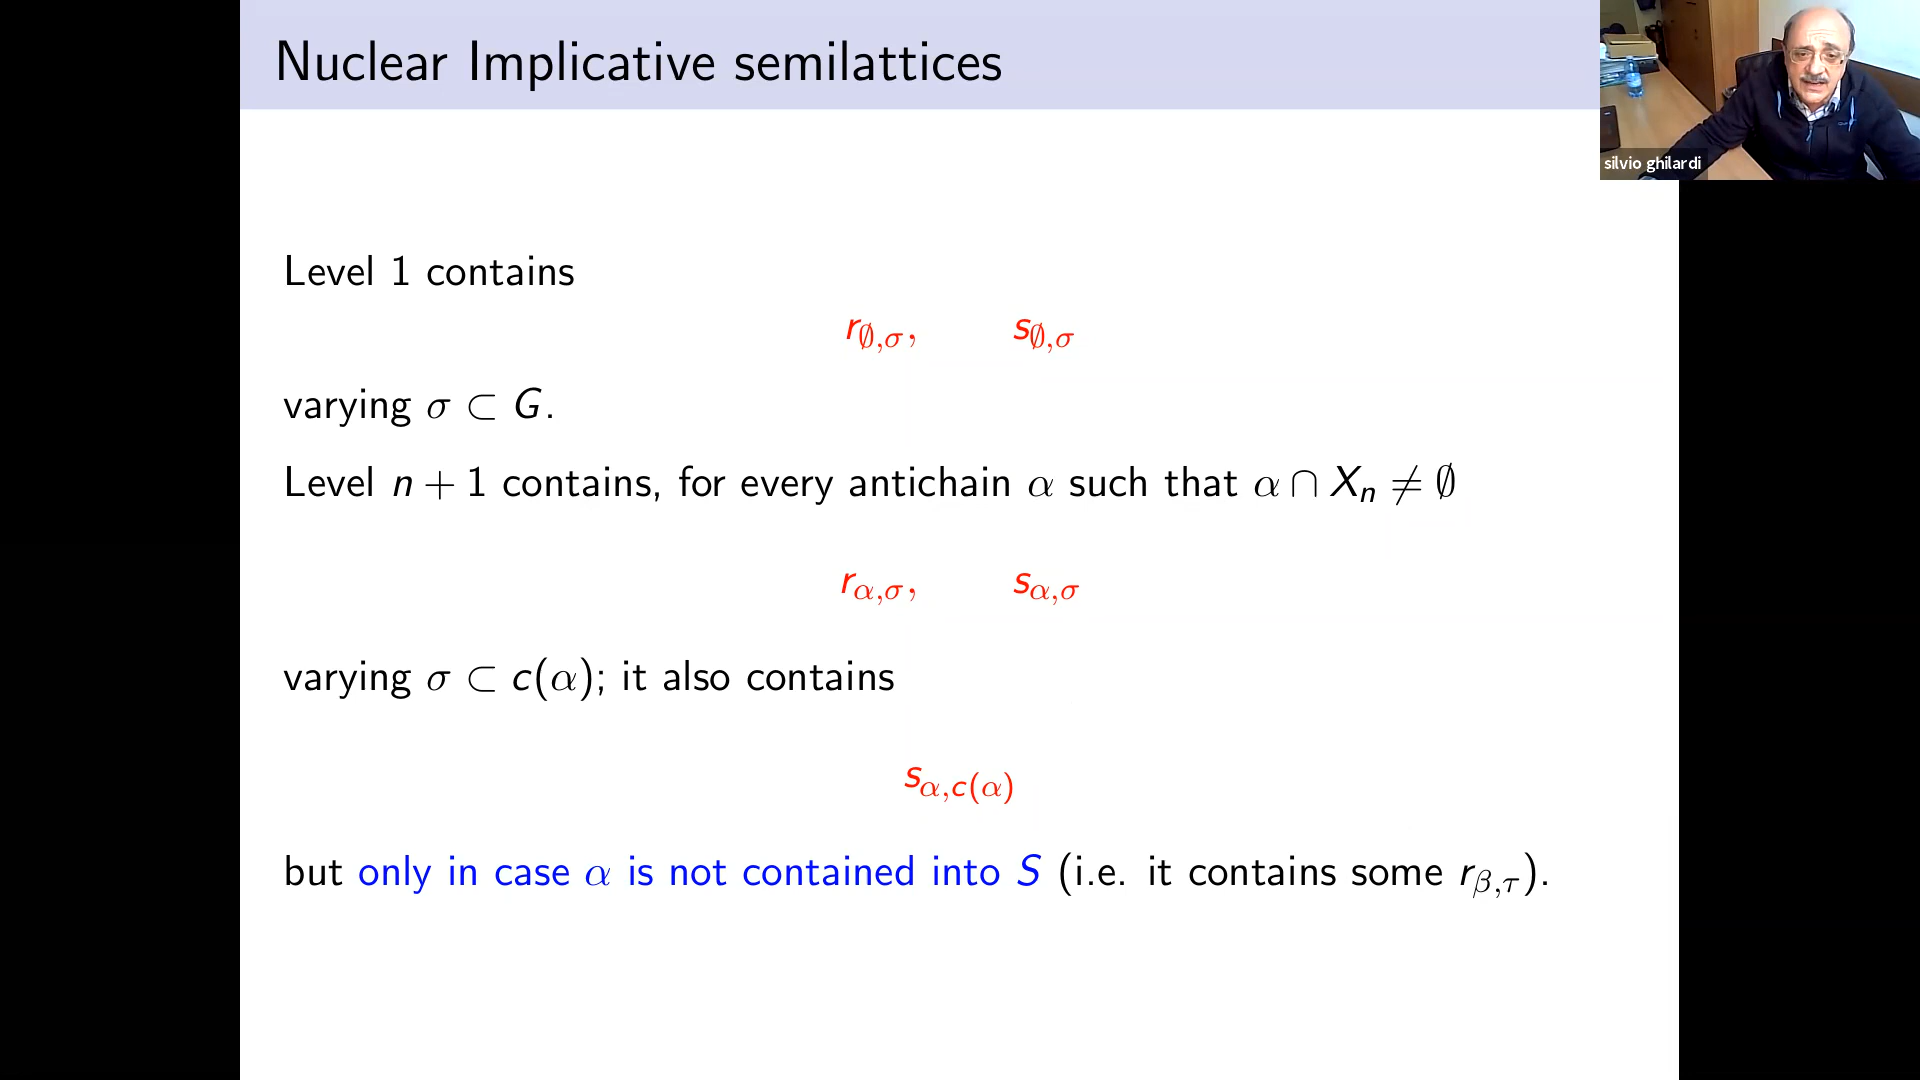 Nuclear Implicative semilattices
silvio ghilardi
Level 1 contains
r∅,σ, s∅,σ
varying σ ⊂ G.
Level n + 1 contains, for every antichain α such that α ∩ Xn ≠ ∅
rα,σ, sα,σ
varying σ ⊂ c(α); it also contains
sα,c(α)
but only in case α is not contained into S (i.e. it contains some rβ,τ).